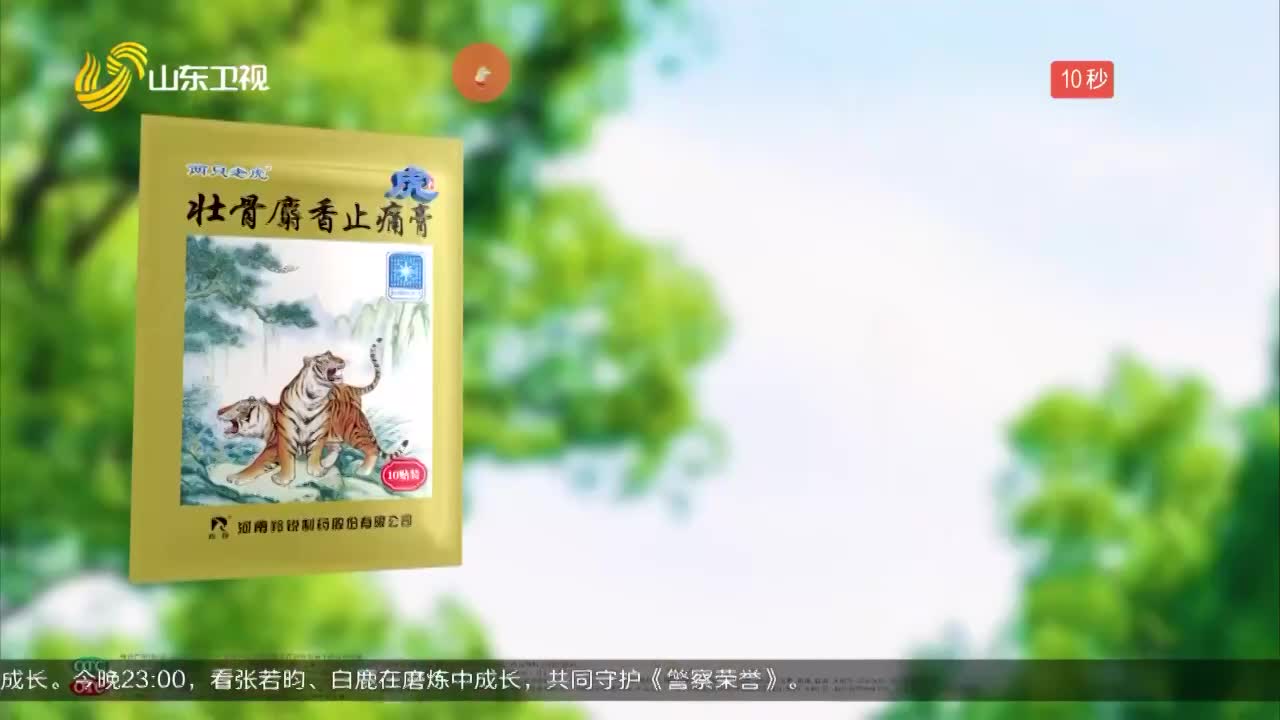 山东卫视
10秒
两只老虎
虎
壮骨麝香止痛膏
10贴装
河南羚锐制药股份有限公司
OTC
OTC
成长。今晚23:00，看张若昀、白鹿在磨炼中成长，共同守护《警察荣誉》。